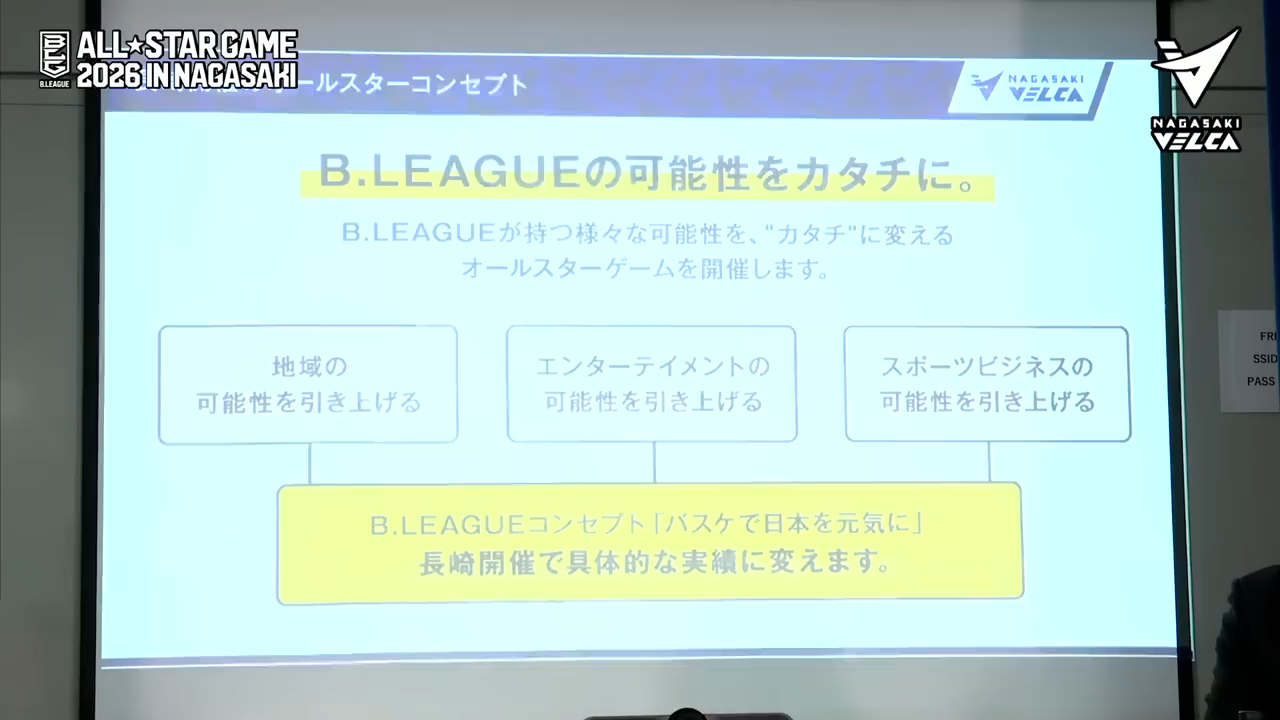 B.LEAGUE
ALL★STAR GAME
2026 IN NAGASAKI
オールスターコンセプト
NAGASAKI
VELCA
NAGASAKI
VELCA
B.LEAGUEの可能性をカタチに。
B.LEAGUEが持つ様々な可能性を、"カタチ"に変える
オールスターゲームを開催します。
地域の
可能性を引き上げる
エンターテイメントの
可能性を引き上げる
スポーツビジネスの
可能性を引き上げる
B.LEAGUEコンセプト「バスケで日本を元気に」
長崎開催で具体的な実績に変えます。
FRE
SSID
PASS